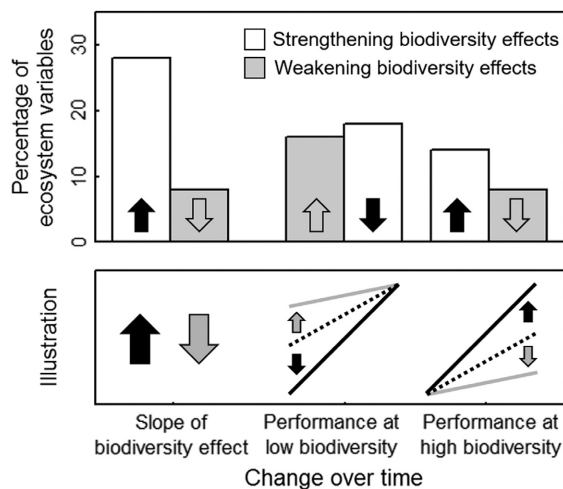 Percentage of
ecosystem variables
30
20
10
0
Strengthening biodiversity effects
Weakening biodiversity effects
Illustration
Slope of
biodiversity effect
Performance at
low biodiversity
Performance at
high biodiversity
Change over time